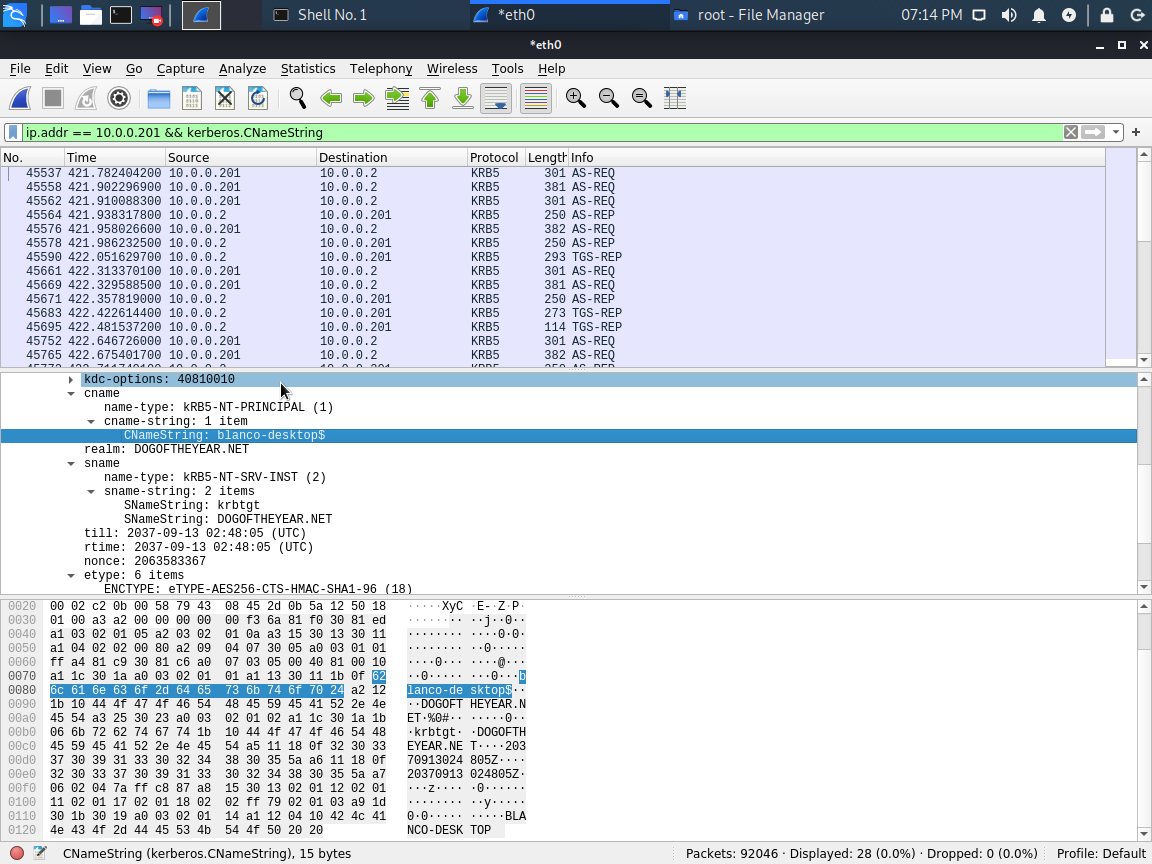 Shell No. 1
*eth0
root - File Manager
07:14 PM
*eth0
File Edit View Go Capture Analyze Statistics Telephony Wireless Tools Help
ip.addr == 10.0.0.201 && kerberos.CNameString
No. Time Source Destination Protocol Length Info
45537 421.782404200 10.0.0.201 10.0.0.2 KRB5 301 AS-REQ
45558 421.902296900 10.0.0.201 10.0.0.2 KRB5 381 AS-REQ
45562 421.910088300 10.0.0.201 10.0.0.2 KRB5 301 AS-REQ
45564 421.938317800 10.0.0.2 10.0.0.201 KRB5 250 AS-REP
45576 421.958026600 10.0.0.201 10.0.0.2 KRB5 382 AS-REQ
45578 421.986232500 10.0.0.2 10.0.0.201 KRB5 250 AS-REP
45590 422.051629700 10.0.0.2 10.0.0.201 KRB5 293 TGS-REP
45661 422.313370100 10.0.0.201 10.0.0.2 KRB5 301 AS-REQ
45669 422.329588500 10.0.0.201 10.0.0.2 KRB5 381 AS-REQ
45671 422.357819000 10.0.0.2 10.0.0.201 KRB5 250 AS-REP
45683 422.422614400 10.0.0.2 10.0.0.201 KRB5 273 TGS-REP
45695 422.481537200 10.0.0.2 10.0.0.201 KRB5 114 TGS-REP
45752 422.646726000 10.0.0.201 10.0.0.2 KRB5 301 AS-REQ
45765 422.675401700 10.0.0.201 10.0.0.2 KRB5 382 AS-REQ
kdc-options: 40810010
cname
name-type: kRB5-NT-PRINCIPAL (1)
cname-string: 1 item
CNameString: blanco-desktop$
realm: DOGOFTHEYEAR.NET
sname
name-type: kRB5-NT-SRV-INST (2)
sname-string: 2 items
SNameString: krbtgt
SNameString: DOGOFTHEYEAR.NET
till: 2037-09-13 02:48:05 (UTC)
rtime: 2037-09-13 02:48:05 (UTC)
nonce: 2063583367
etype: 6 items
ENCTYPE: eTYPE-AES256-CTS-HMAC-SHA1-96 (18)
0020 00 02 c2 0b 00 58 79 43 08 45 2d 0b 5a 12 50 18 ·····XyC ·E-·Z·P·
0030 01 00 a3 a2 00 00 00 00 00 f3 6a 81 f0 30 81 ed ········ ··j··0··
0040 a1 03 02 01 05 a2 03 02 01 0a a3 15 30 13 30 11 ········ ····0·0·
0050 a1 04 02 02 00 80 a2 09 04 07 30 05 a0 03 01 01 ········ ··0·····
0060 ff a4 81 c9 30 81 c6 a0 07 03 05 00 40 81 00 10 ····0··· ····@···
0070 a1 1c 30 1a a0 03 02 01 01 a1 13 30 11 1b 0f 62 ··0····· ···0···b
0080 6c 61 6e 63 6f 2d 64 65 73 6b 74 6f 70 24 a2 12 lanco-de sktop$··
0090 1b 10 44 4f 47 4f 46 54 48 45 59 45 41 52 2e 4e ··DOGOFT HEYEAR.N
00a0 45 54 a3 25 30 23 a0 03 02 01 02 a1 1c 30 1a 1b ET·%0#·· ·····0··
00b0 06 6b 72 62 74 67 74 1b 10 44 4f 47 4f 46 54 48 ·krbtgt· ·DOGOFTH
00c0 45 59 45 41 52 2e 4e 45 54 a5 11 18 0f 32 30 33 EYEAR.NE T····203
00d0 37 30 39 31 33 30 32 34 38 30 35 5a a6 11 18 0f 70913024 805Z····
00e0 32 30 33 37 30 39 31 33 30 32 34 38 30 35 5a a7 20370913 024805Z·
00f0 06 02 04 7a ff c8 87 a8 15 30 13 02 01 12 02 01 ···z···· ·0······
0100 11 02 01 17 02 01 18 02 02 ff 79 02 01 03 a9 1d ········ ··y·····
0110 30 1b 30 19 a0 03 02 01 14 a1 12 04 10 42 4c 41 0·0····· ·····BLA
0120 4e 43 4f 2d 44 45 53 4b 54 4f 50 20 20 NCO-DESK TOP
CNameString (kerberos.CNameString), 15 bytes
Packets: 92046 · Displayed: 28 (0.0%) · Dropped: 0 (0.0%)
Profile: Default